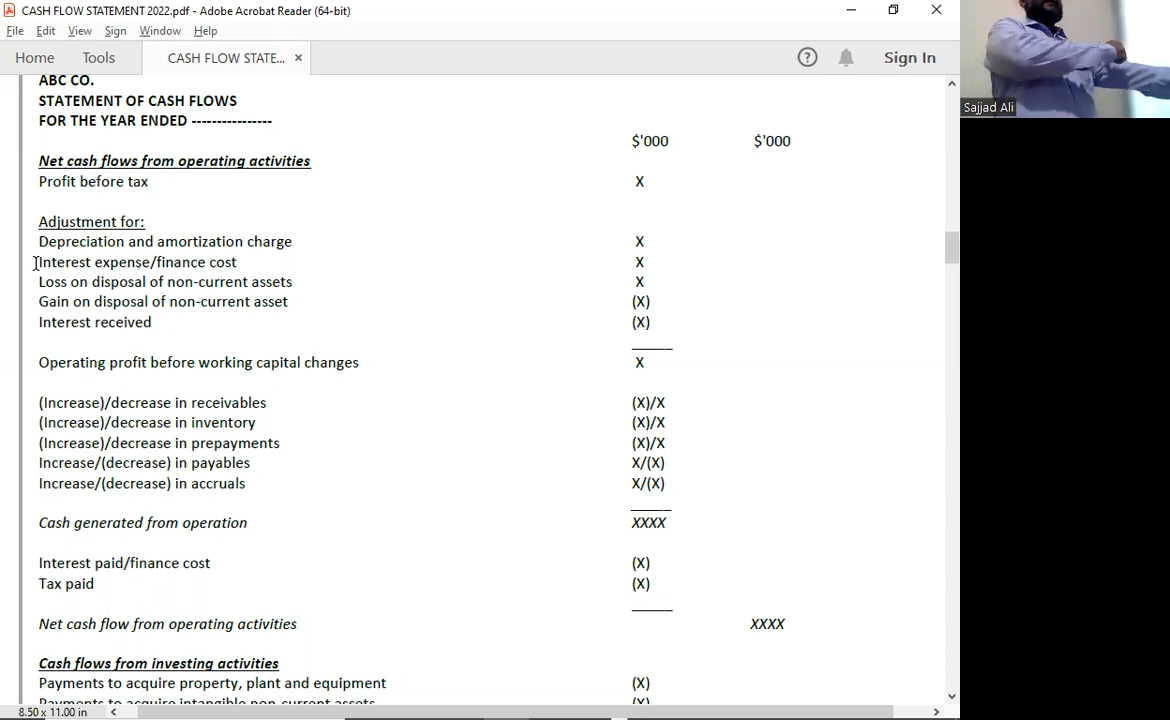 CASH FLOW STATEMENT 2022.pdf - Adobe Acrobat Reader (64-bit)
File Edit View Sign Window Help
Home Tools CASH FLOW STATE... × Sign In
Sajjad Ali
ABC CO.
STATEMENT OF CASH FLOWS
FOR THE YEAR ENDED ----------------
$'000 $'000
Net cash flows from operating activities
Profit before tax X
Adjustment for:
Depreciation and amortization charge X
Interest expense/finance cost X
Loss on disposal of non-current assets X
Gain on disposal of non-current asset (X)
Interest received (X)
Operating profit before working capital changes X
(Increase)/decrease in receivables (X)/X
(Increase)/decrease in inventory (X)/X
(Increase)/decrease in prepayments (X)/X
Increase/(decrease) in payables X/(X)
Increase/(decrease) in accruals X/(X)
Cash generated from operation XXXX
Interest paid/finance cost (X)
Tax paid (X)
Net cash flow from operating activities XXXX
Cash flows from investing activities
Payments to acquire property, plant and equipment (X)
Payments to acquire intangible non-current assets (X)
8.50 x 11.00 in